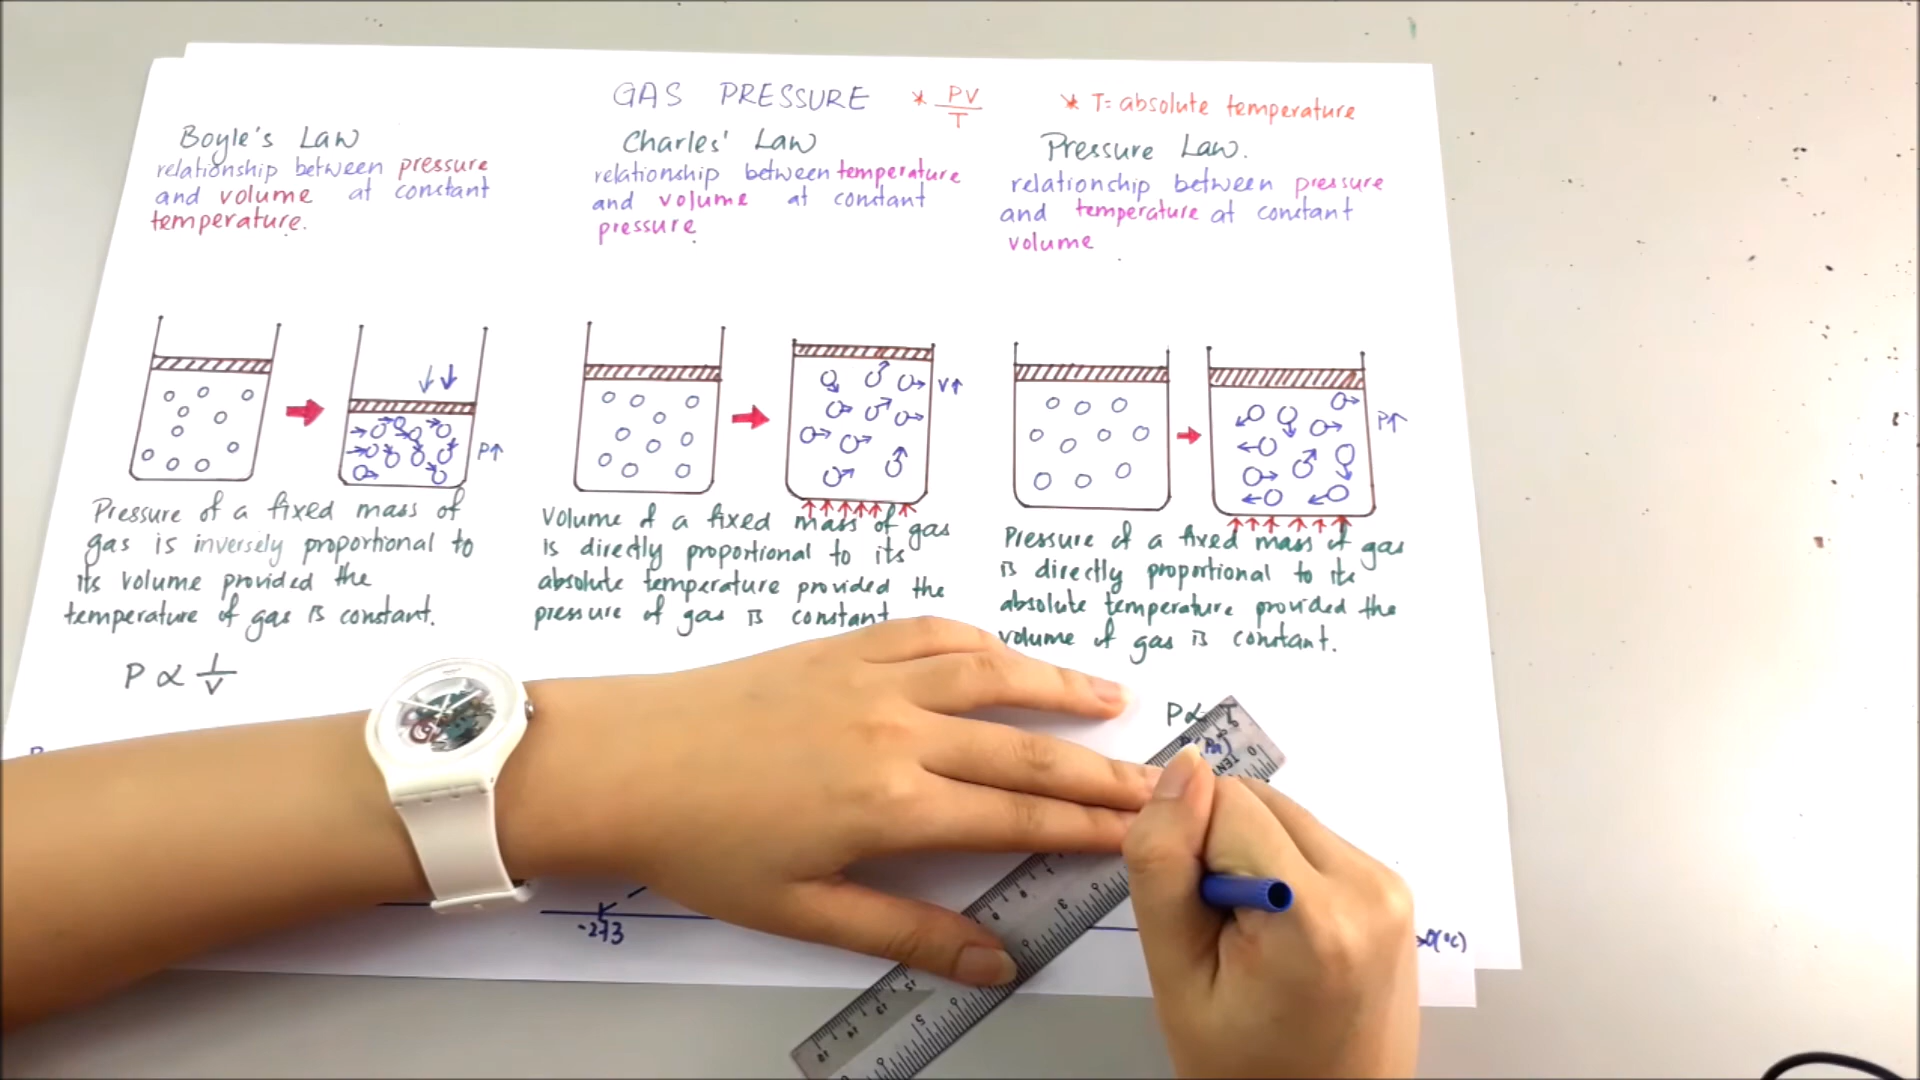 GAS PRESSURE * PV/T * T= absolute temperature
Boyle's Law
relationship between pressure
and volume at constant
temperature.
Charles' Law
relationship between temperature
and volume at constant
pressure.
Pressure Law.
relationship between pressure
and temperature at constant
volume
P↑
V↑
P↑
Pressure of a fixed mass of
gas is inversely proportional to
its volume provided the
temperature of gas is constant.
P ∝ 1/V
Volume of a fixed mass of gas
is directly proportional to its
absolute temperature provided the
pressure of gas is constant
Pressure of a fixed mass of gas
is directly proportional to its
absolute temperature provided the
volume of gas is constant.
P∝ T
(Pa)
-273
(°C)